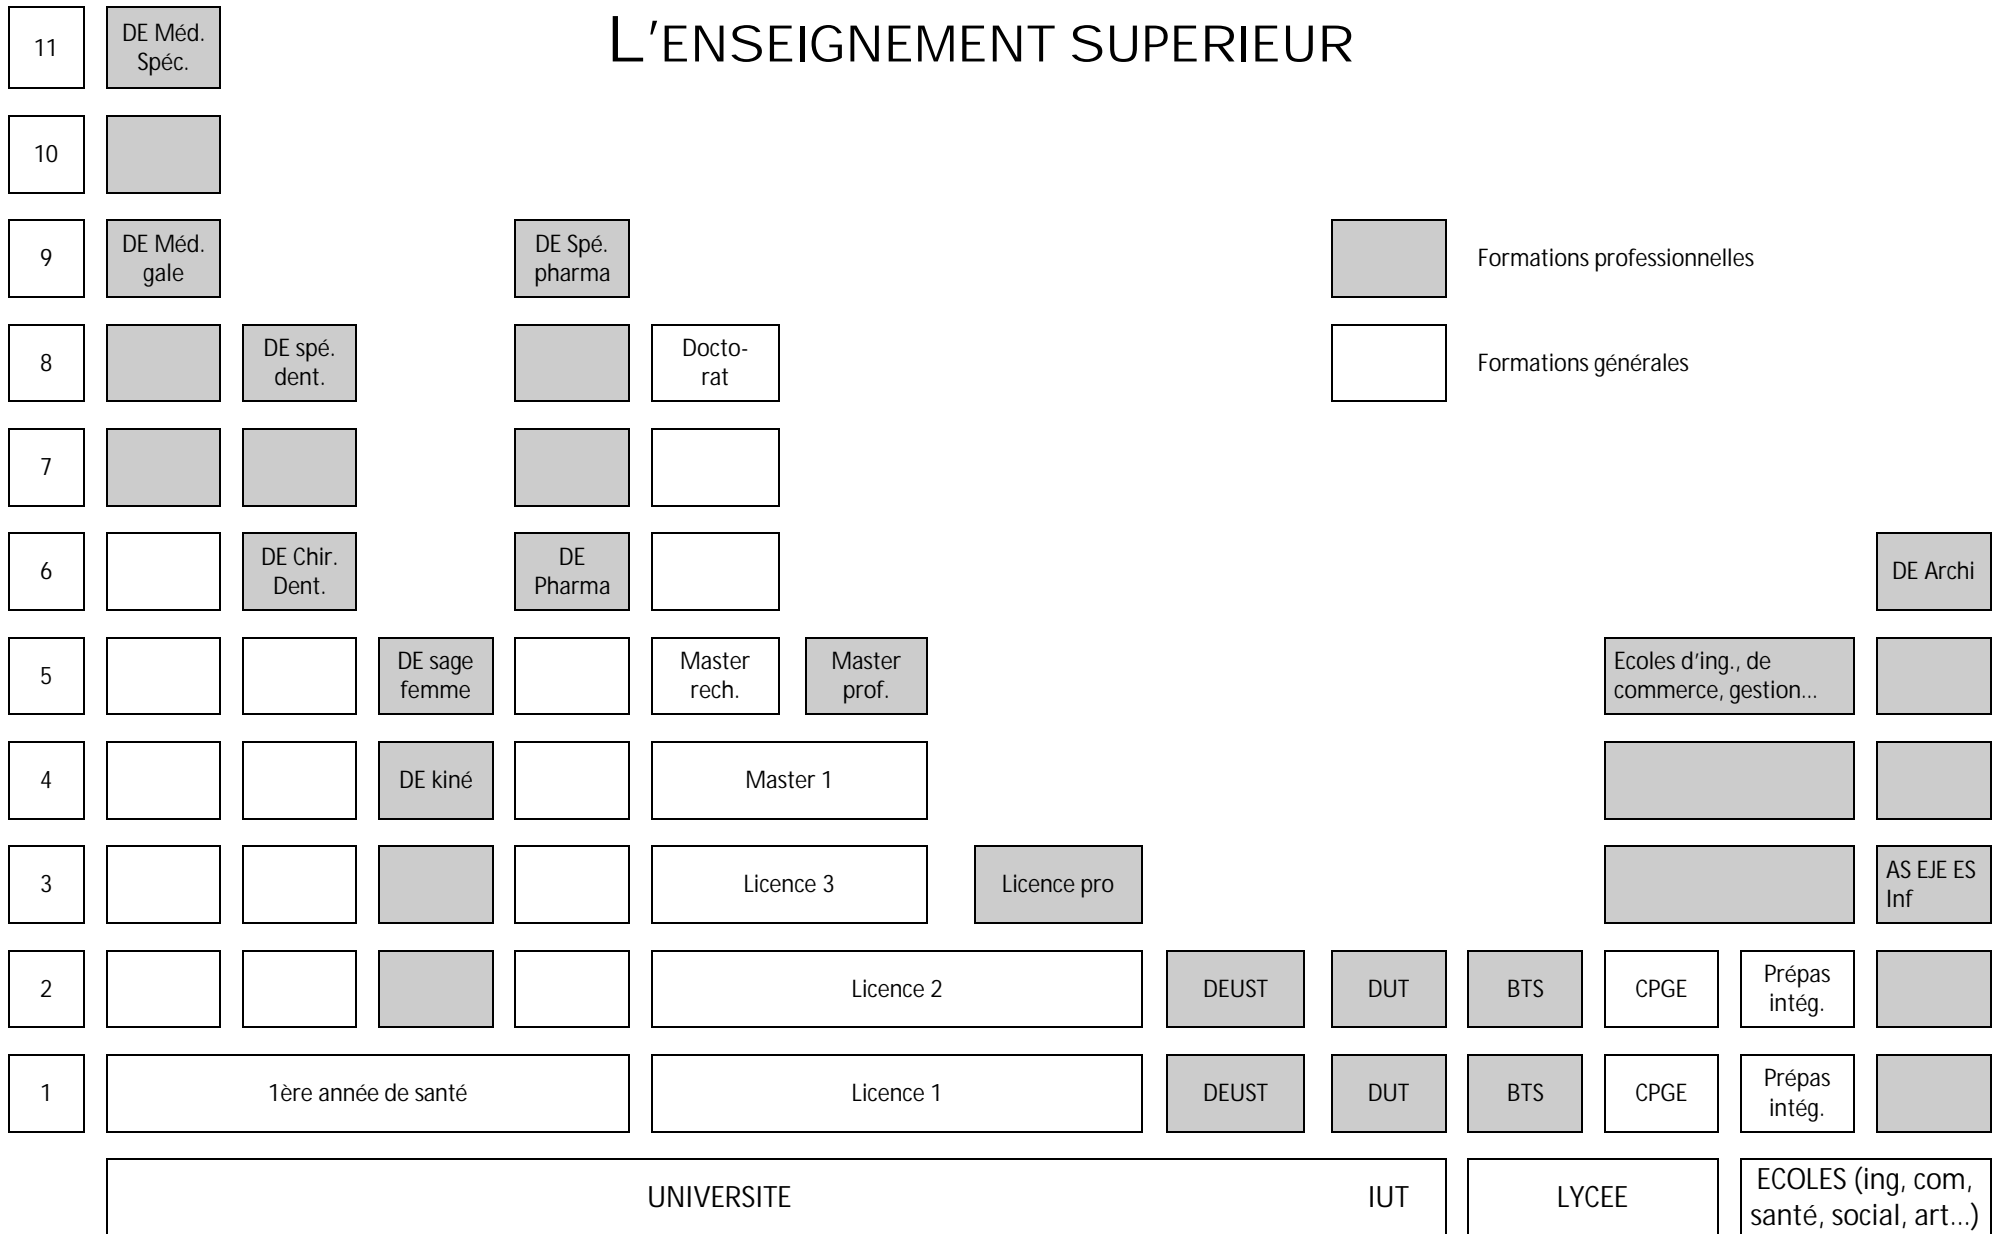 L'ENSEIGNEMENT SUPERIEUR
11
DE Méd.
Spéc.
10
9
DE Méd.
gale
DE Spé.
pharma
Formations professionnelles
8
DE spé.
dent.
Docto-
rat
Formations générales
7
6
DE Chir.
Dent.
DE
Pharma
DE Archi
5
DE sage
femme
Master
rech.
Master
prof.
Ecoles d'ing., de
commerce, gestion...
4
DE kiné
Master 1
3
Licence 3
Licence pro
AS EJE ES
Inf
2
Licence 2
DEUST
DUT
BTS
CPGE
Prépas
intég.
1
1ère année de santé
Licence 1
DEUST
DUT
BTS
CPGE
Prépas
intég.
UNIVERSITE
IUT
LYCEE
ECOLES (ing, com,
santé, social, art...)